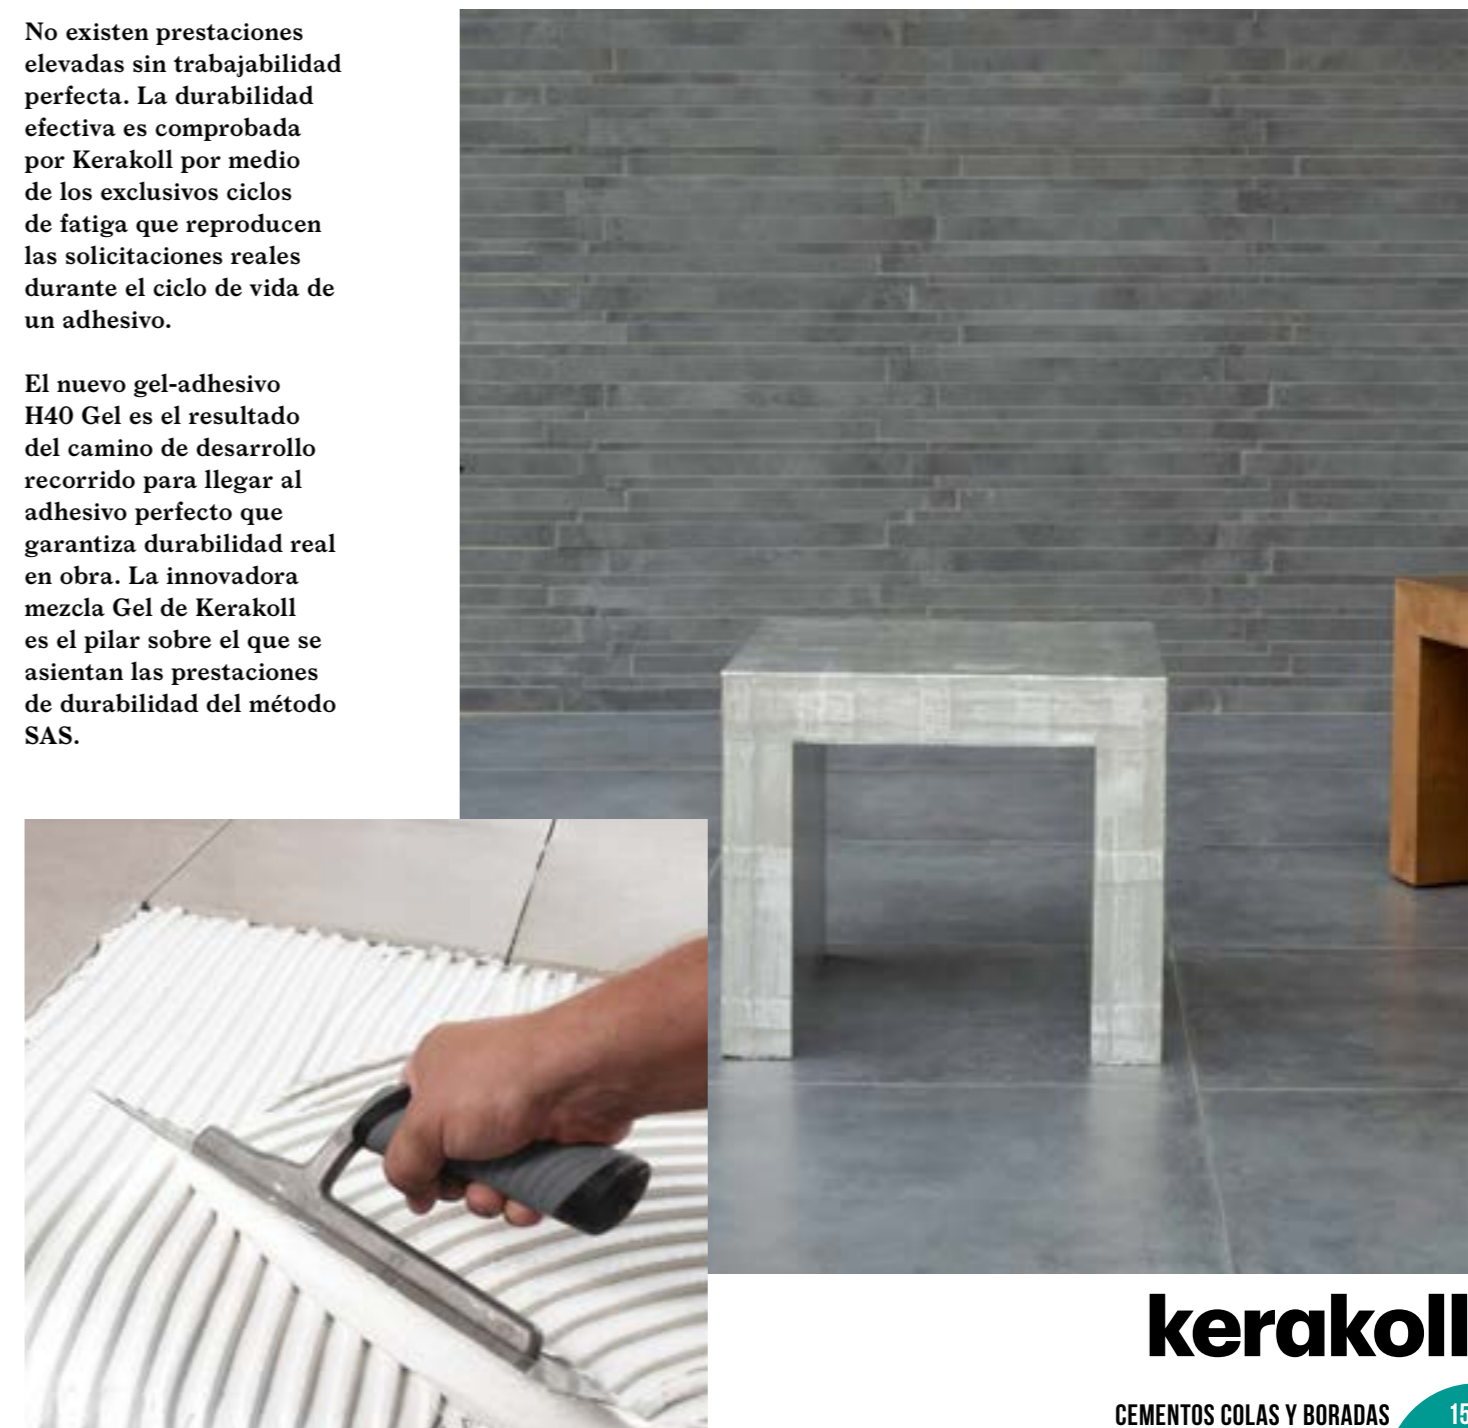 No existen prestaciones
elevadas sin trabajabilidad
perfecta. La durabilidad
efectiva es comprobada
por Kerakoll por medio
de los exclusivos ciclos
de fatiga que reproducen
las solicitaciones reales
durante el ciclo de vida de
un adhesivo.
El nuevo gel-adhesivo
H40 Gel es el resultado
del camino de desarrollo
recorrido para llegar al
adhesivo perfecto que
garantiza durabilidad real
en obra. La innovadora
mezcla Gel de Kerakoll
es el pilar sobre el que se
asientan las prestaciones
de durabilidad del método
SAS.
kerakoll
CEMENTOS COLAS Y BORADAS